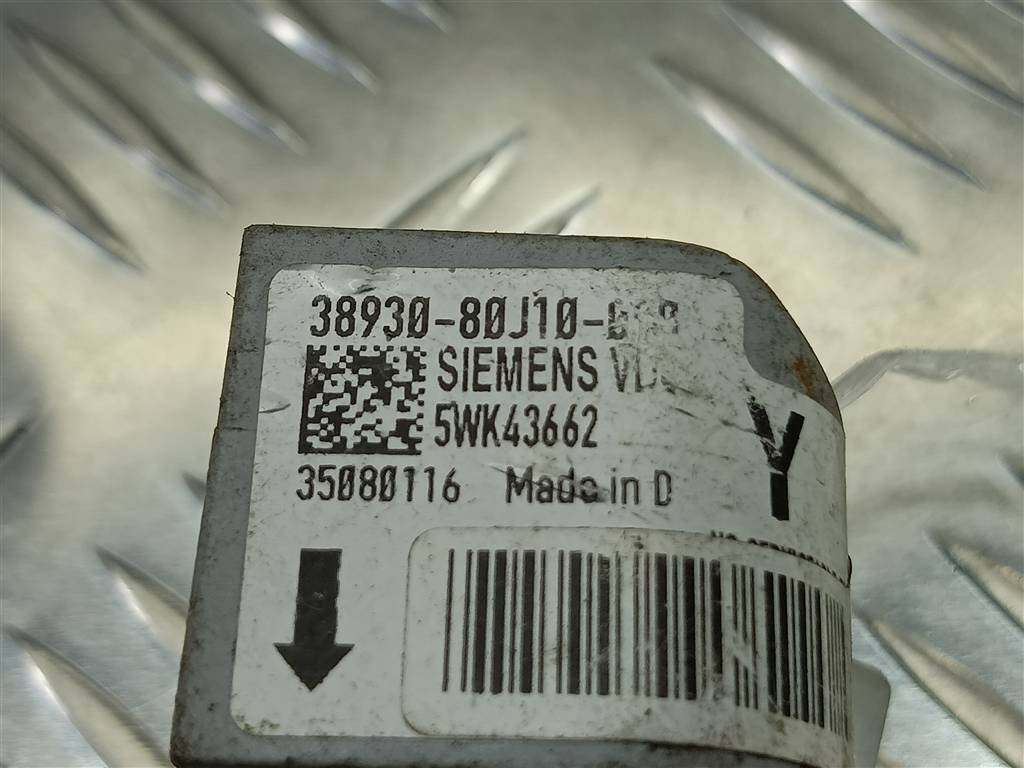 38930-80J10-
SIEMENS
5WK43662
35080116 Made in D
Y